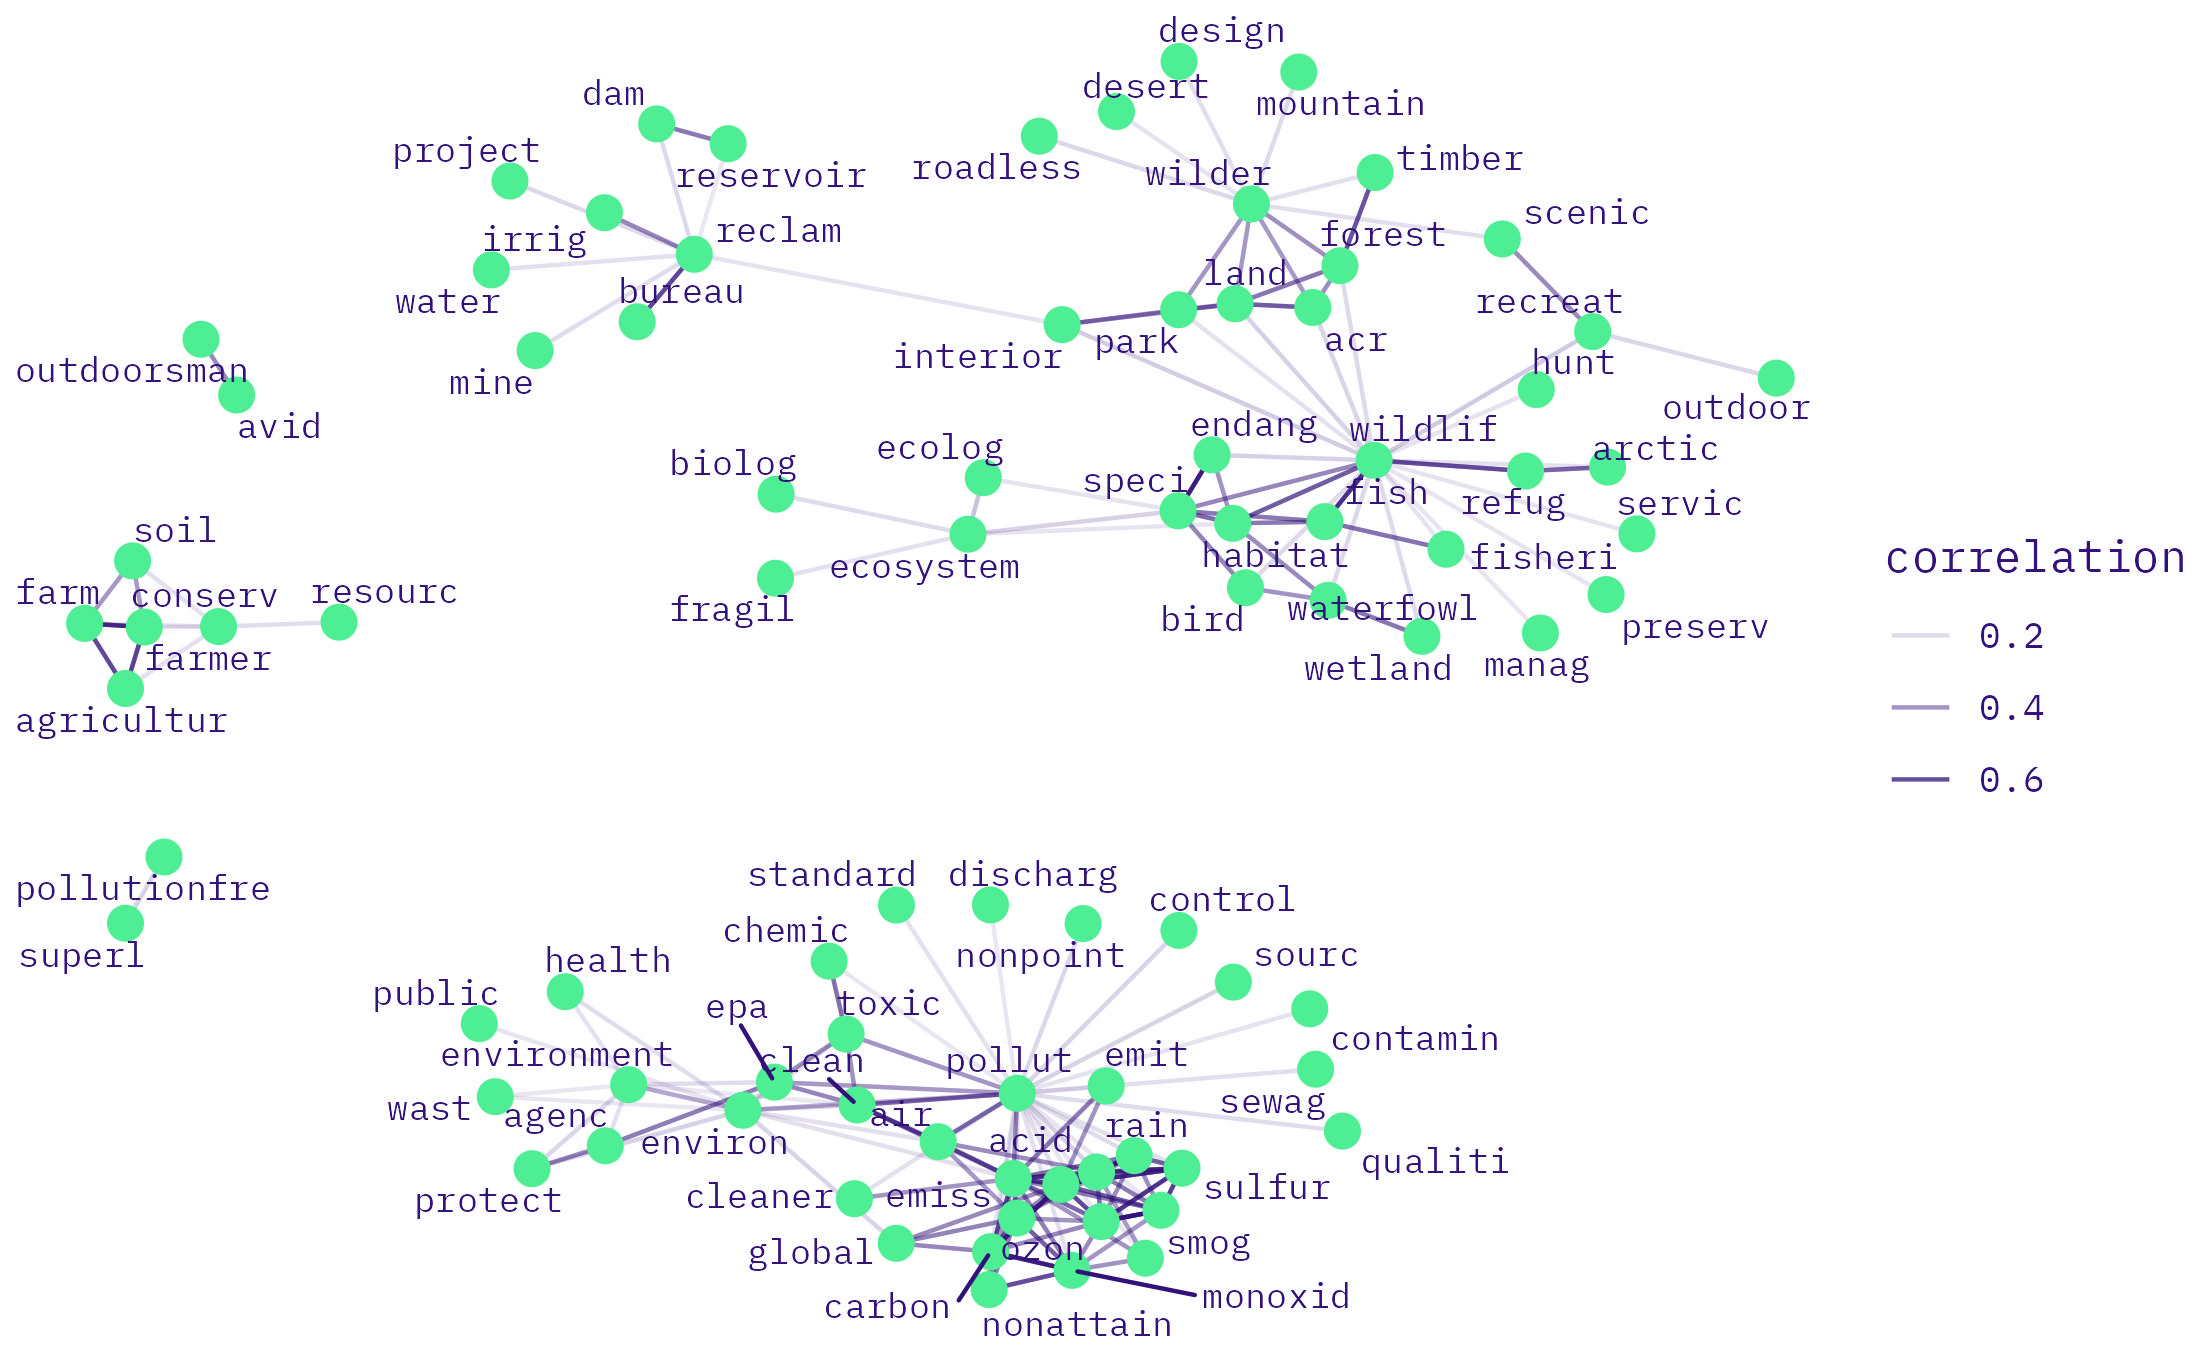 design
desert
dam
mountain
project
roadless
timber
reservoir
wilder
scenic
reclam
forest
irrig
land
bureau
water
recreat
acr
park
interior
hunt
outdoorsman
mine
outdoor
avid
endang
wildlif
ecolog
arctic
biolog
speci
fish
refug
servic
soil
habitat
fisheri
correlation
ecosystem
farm
conserv
resourc
fragil
waterfowl
bird
preserv
0.2
farmer
wetland
manag
agricultur
0.4
0.6
standard
discharg
pollutionfre
control
chemic
nonpoint
superl
health
sourc
public
epa
toxic
contamin
environment
clean
pollut
emit
wast
agenc
air
sewag
environ
acid
rain
qualiti
protect
cleaner
emiss
sulfur
global
ozon
smog
carbon
monoxid
nonattain